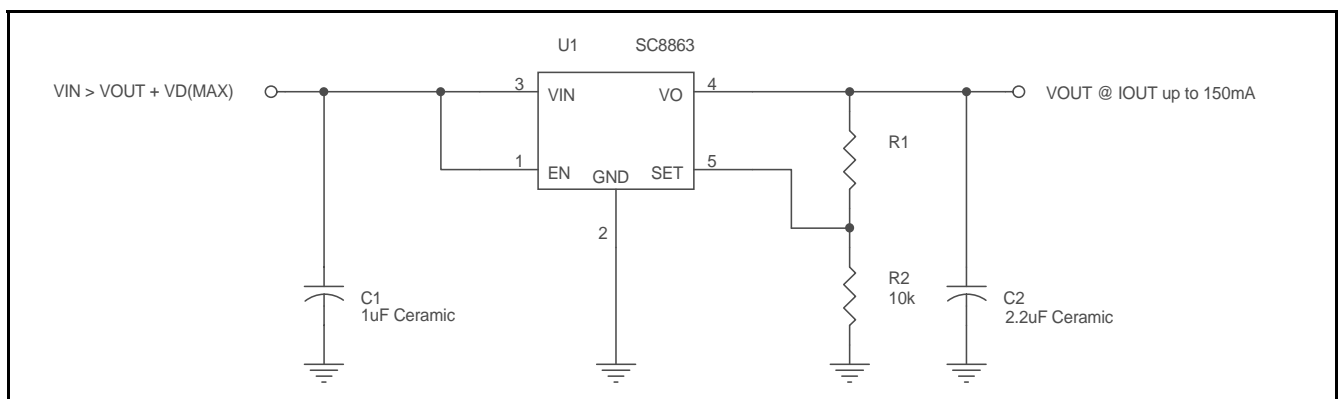 U1 SC8863
VIN > VOUT + VD(MAX)
3
VIN
VO
4
VOUT @ IOUT up to 150mA
R1
1
EN
GND
SET
5
2
C1
1uF Ceramic
R2
10k
C2
2.2uF Ceramic